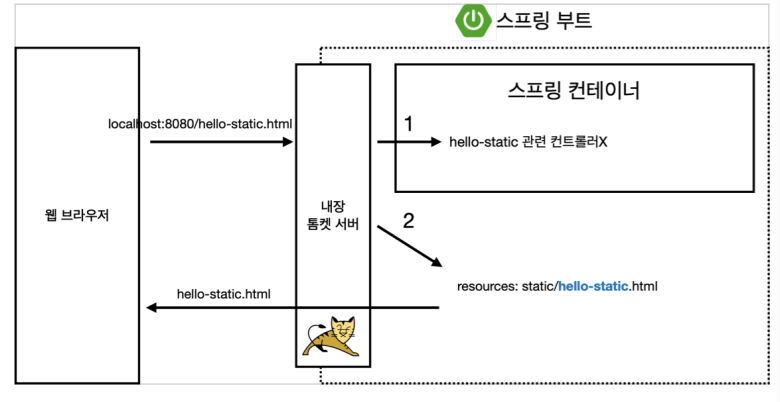 스프링 부트
스프링 컨테이너
localhost:8080/hello-static.html
1
hello-static 관련 컨트롤러X
웹 브라우저
내장
톰켓 서버
2
resources: static/hello-static.html
hello-static.html